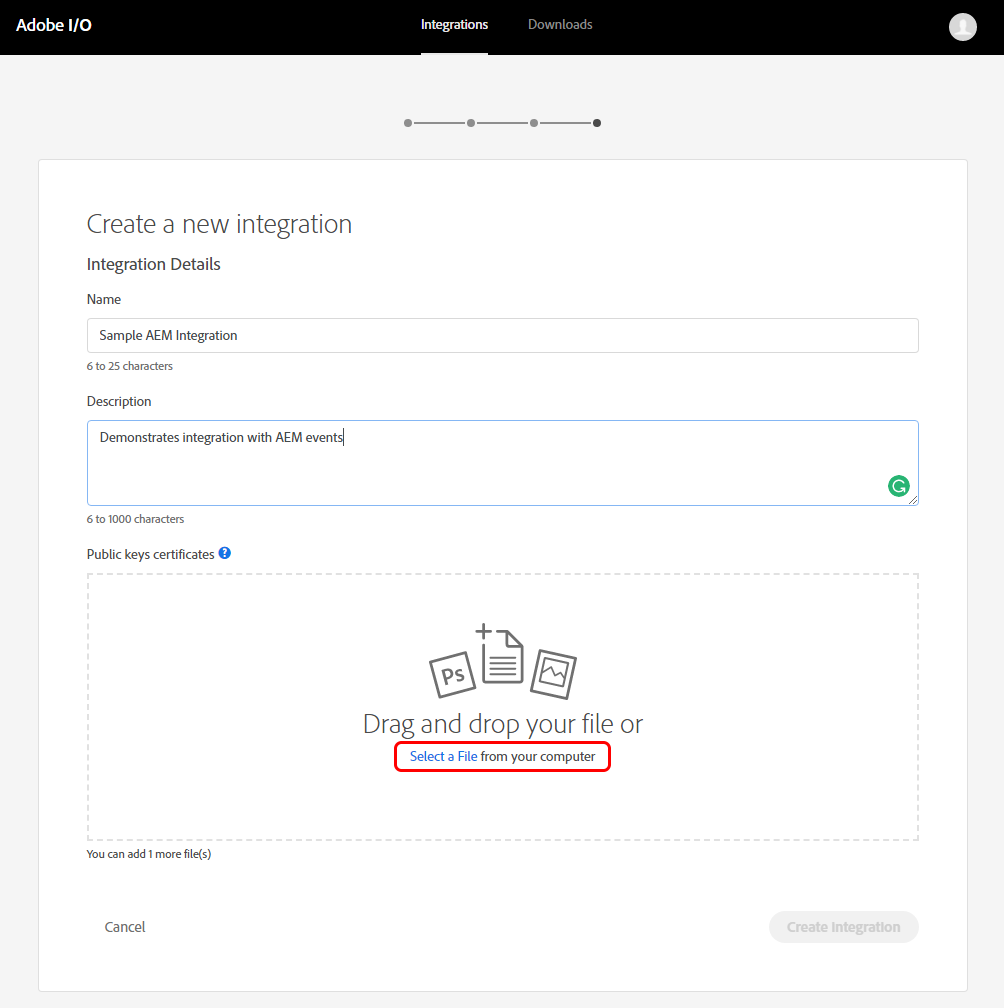 Adobe I/O
Integrations
Downloads
Create a new integration
Integration Details
Name
Sample AEM Integration
6 to 25 characters
Description
Demonstrates integration with AEM events
6 to 1000 characters
Public keys certificates ?
Ps
Drag and drop your file or
Select a File from your computer
You can add 1 more file(s)
Cancel
Create Integration